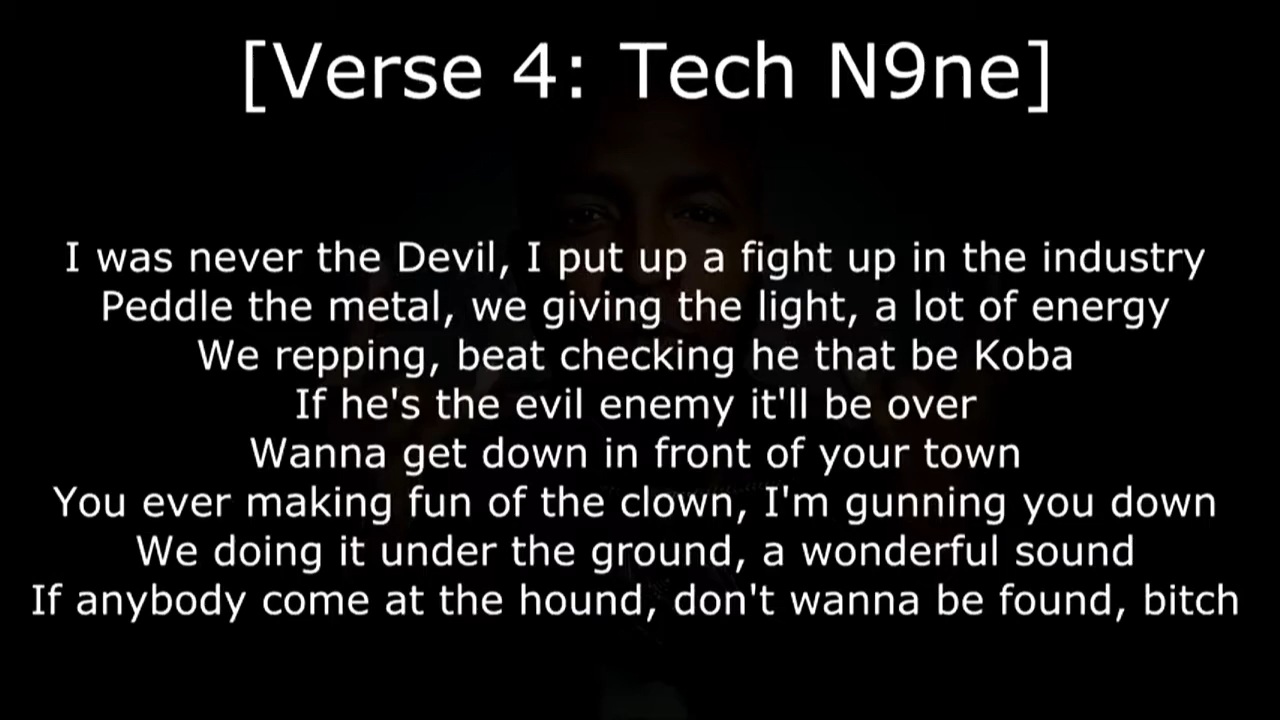 [Verse 4: Tech N9ne]
I was never the Devil, I put up a fight up in the industry
Peddle the metal, we giving the light, a lot of energy
We repping, beat checking he that be Koba
If he's the evil enemy it'll be over
Wanna get down in front of your town
You ever making fun of the clown, I'm gunning you down
We doing it under the ground, a wonderful sound
If anybody come at the hound, don't wanna be found, bitch